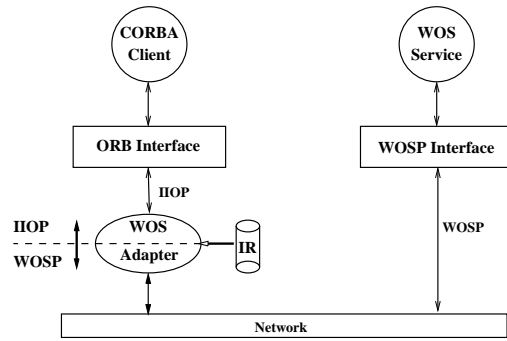 CORBA
Client
WOS
Service
ORB Interface
WOSP Interface
IIOP
IIOP
WOSP
WOS
Adapter
IR
WOSP
Network